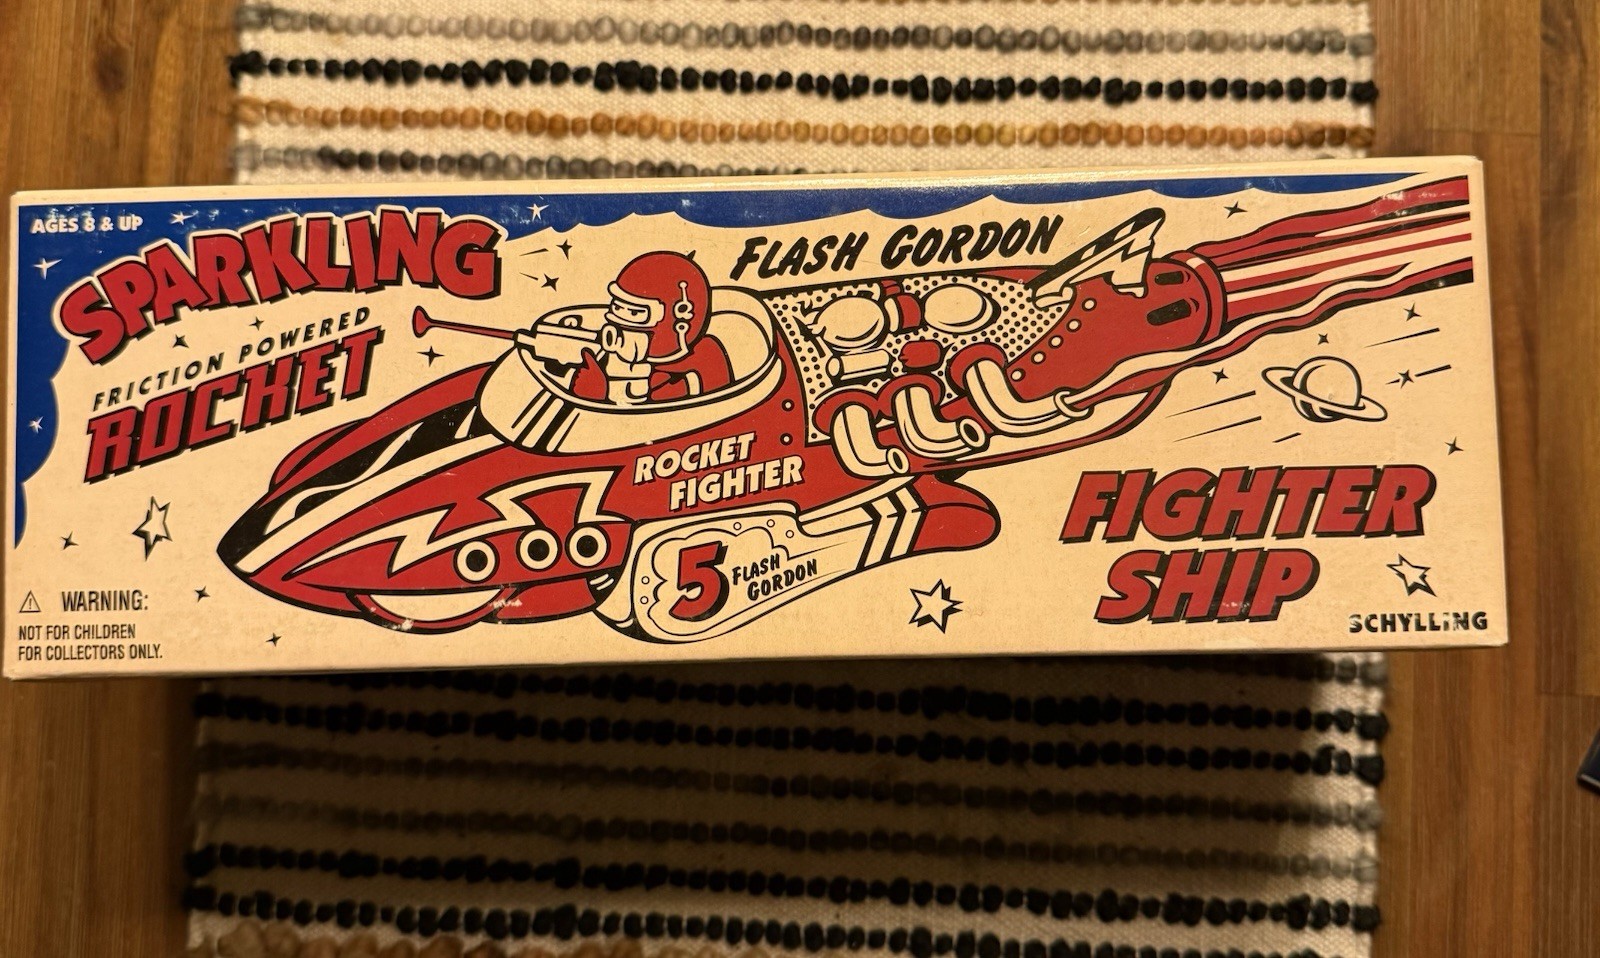 AGES 8 & UP
SPARKLING
FRICTION POWERED
ROCKET
FLASH GORDON
ROCKET
FIGHTER
5
FLASH
GORDON
FIGHTER
SHIP
SCHYLLING
WARNING:
NOT FOR CHILDREN
FOR COLLECTORS ONLY.